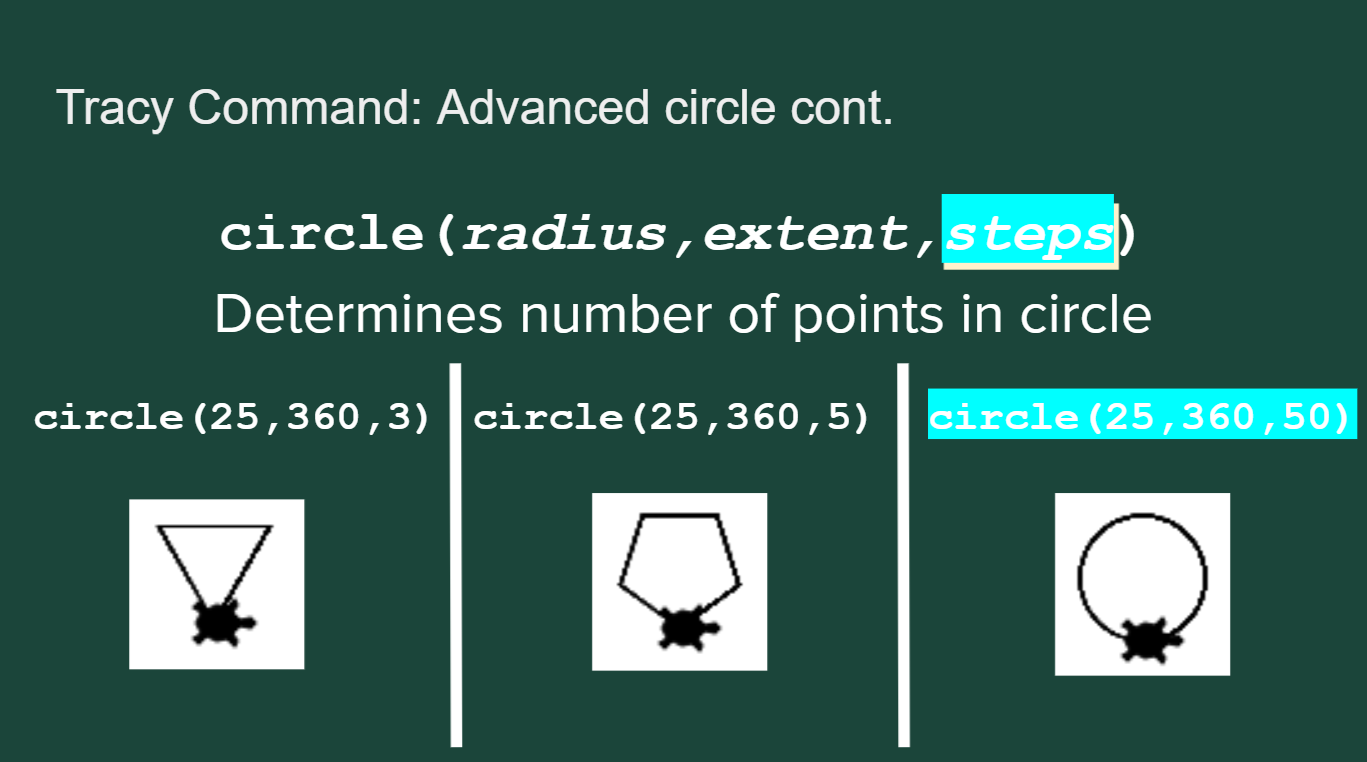 Tracy Command: Advanced circle cont.
circle(radius,extent,steps)
Determines number of points in circle
circle(25,360,3)
circle(25,360,5)
circle(25,360,50)